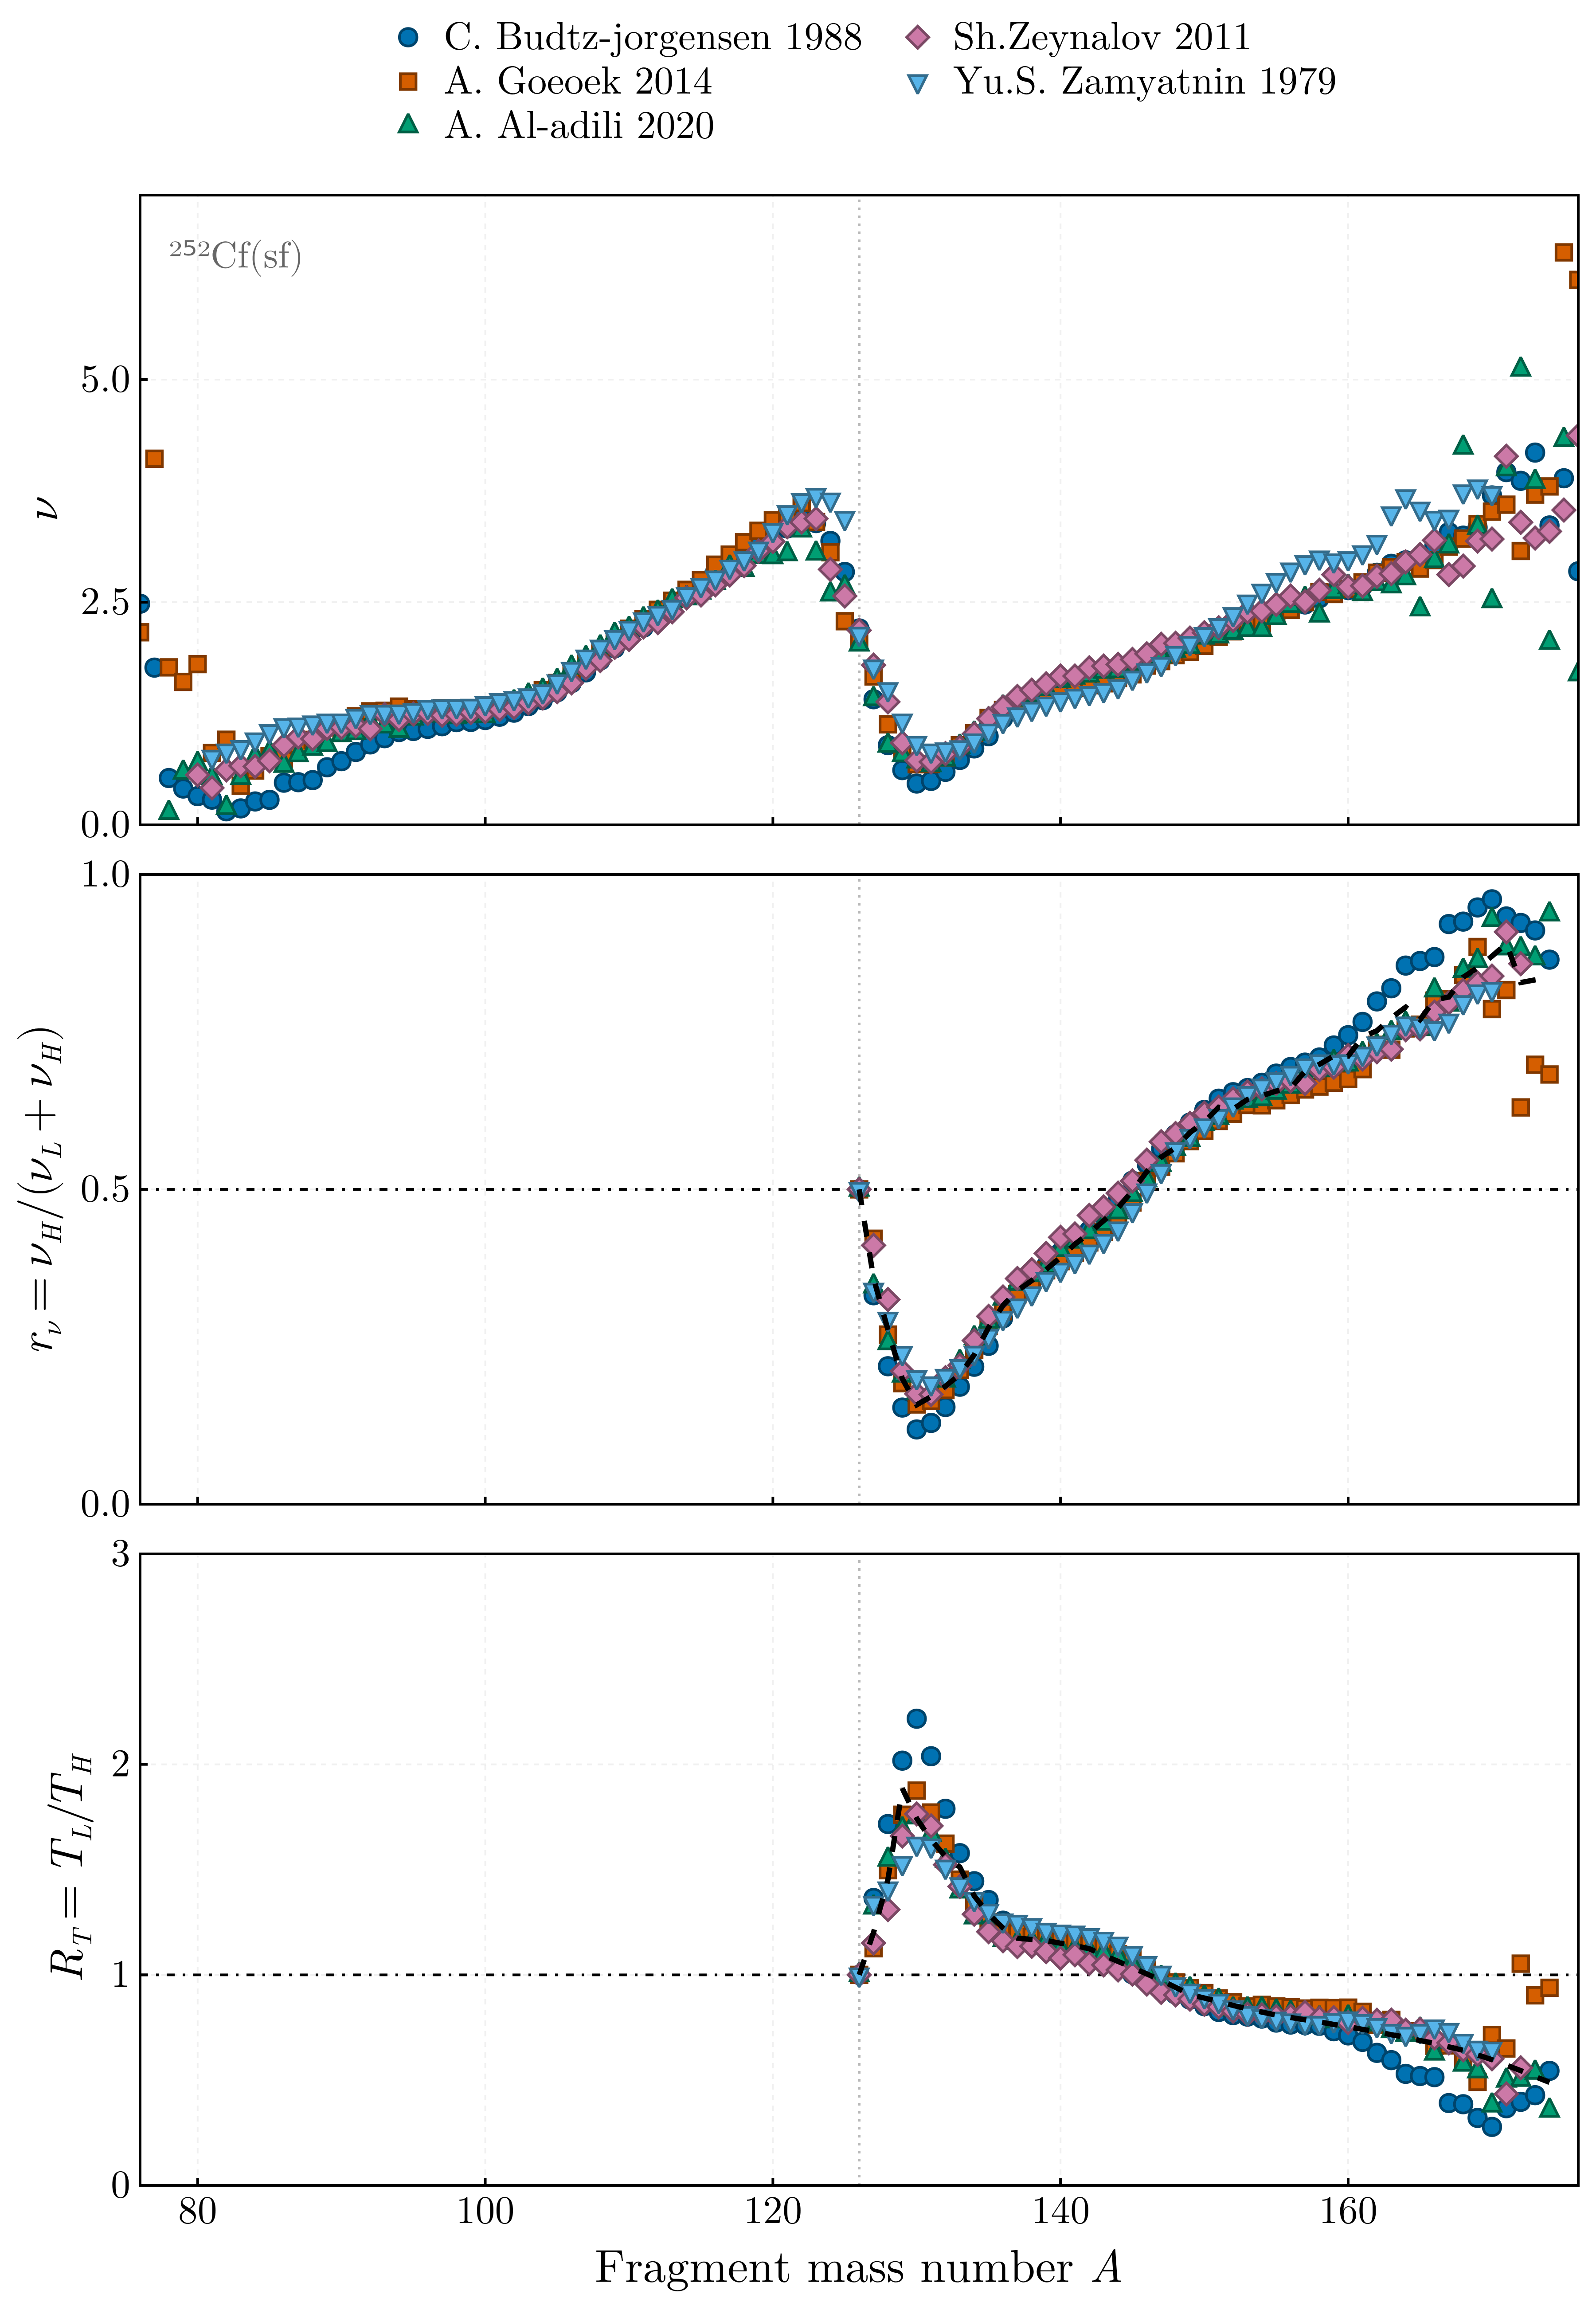 C. Budtz-jorgensen 1988
A. Goeoek 2014
A. Al-adili 2020
Sh.Zeynalov 2011
Yu.S. Zamyatnin 1979
²⁵²Cf(sf)
5.0
2.5
0.0
ν
1.0
0.5
0.0
r_ν = ν_H/(ν_L + ν_H)
3
2
1
0
R_T = T_L/T_H
80 100 120 140 160
Fragment mass number A